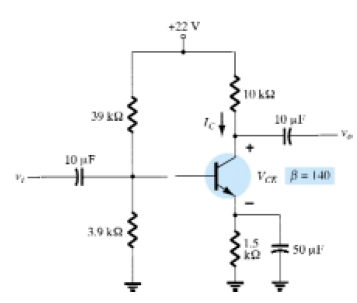 +22 V
10 kΩ
39 kΩ
I_C
10 µF
v_o
+
10 µF
v_i
V_CE
β = 140
–
3.9 kΩ
1.5 kΩ
50 µF